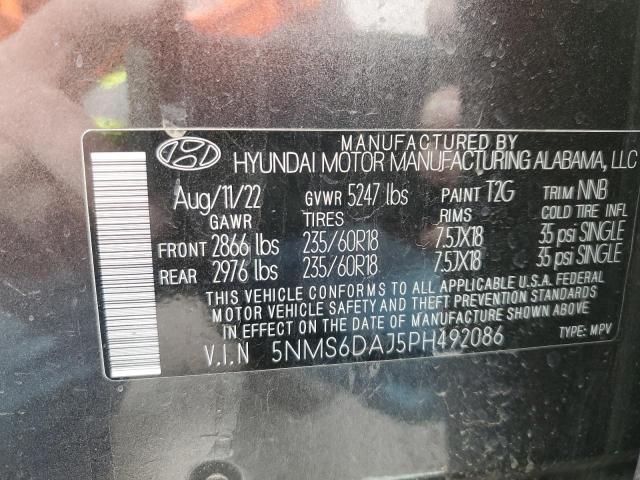 MANUFACTURED BY
HYUNDAI MOTOR MANUFACTURING ALABAMA, LLC
Aug/11/22 GVWR 5247 lbs PAINT T2G TRIM NNB
GAWR TIRES RIMS COLD TIRE INFL
FRONT 2866 lbs 235/60R18 7.5JX18 35 psi SINGLE
REAR 2976 lbs 235/60R18 7.5JX18 35 psi SINGLE
THIS VEHICLE CONFORMS TO ALL APPLICABLE U.S.A. FEDERAL
MOTOR VEHICLE SAFETY AND THEFT PREVENTION STANDARDS
IN EFFECT ON THE DATE OF MANUFACTURE SHOWN ABOVE
V.I.N 5NMS6DAJ5PH492086 TYPE: MPV